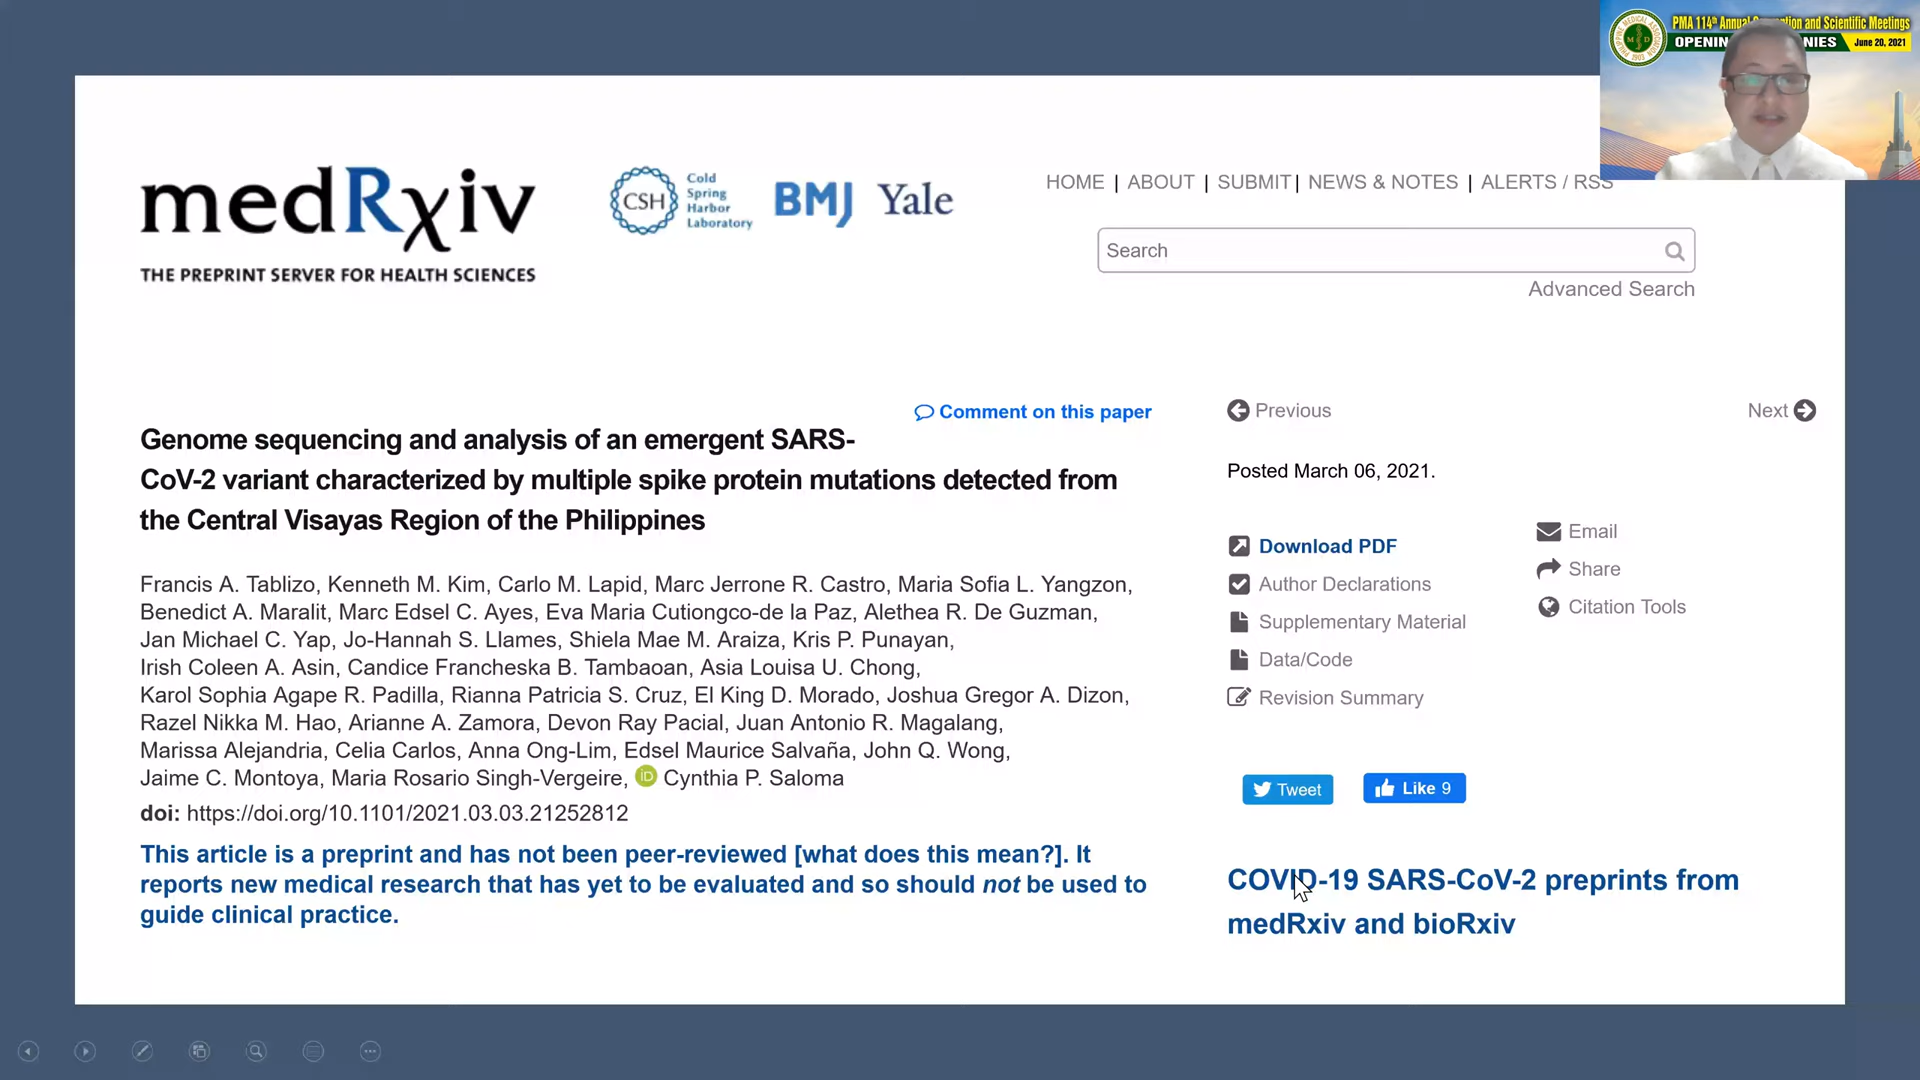 PMA 114th Annual Convention and Scientific Meetings
June 20, 2021
medRxiv
THE PREPRINT SERVER FOR HEALTH SCIENCES
CSH
Cold
Spring
Harbor
Laboratory
BMJ
Yale
HOME | ABOUT | SUBMIT | NEWS & NOTES | ALERTS / RSS
Search
Advanced Search
Comment on this paper
Genome sequencing and analysis of an emergent SARS-
CoV-2 variant characterized by multiple spike protein mutations detected from
the Central Visayas Region of the Philippines
Francis A. Tablizo, Kenneth M. Kim, Carlo M. Lapid, Marc Jerrone R. Castro, Maria Sofia L. Yangzon,
Benedict A. Maralit, Marc Edsel C. Ayes, Eva Maria Cutiongco-de la Paz, Alethea R. De Guzman,
Jan Michael C. Yap, Jo-Hannah S. Llames, Shiela Mae M. Araiza, Kris P. Punayan,
Irish Coleen A. Asin, Candice Francheska B. Tambaoan, Asia Louisa U. Chong,
Karol Sophia Agape R. Padilla, Rianna Patricia S. Cruz, El King D. Morado, Joshua Gregor A. Dizon,
Razel Nikka M. Hao, Arianne A. Zamora, Devon Ray Pacial, Juan Antonio R. Magalang,
Marissa Alejandria, Celia Carlos, Anna Ong-Lim, Edsel Maurice Salvaña, John Q. Wong,
Jaime C. Montoya, Maria Rosario Singh-Vergeire, iD Cynthia P. Saloma
doi: https://doi.org/10.1101/2021.03.03.21252812
This article is a preprint and has not been peer-reviewed [what does this mean?]. It
reports new medical research that has yet to be evaluated and so should not be used to
guide clinical practice.
Previous
Next
Posted March 06, 2021.
Download PDF
Author Declarations
Supplementary Material
Data/Code
Revision Summary
Email
Share
Citation Tools
Tweet
Like 9
COVID-19 SARS-CoV-2 preprints from
medRxiv and bioRxiv